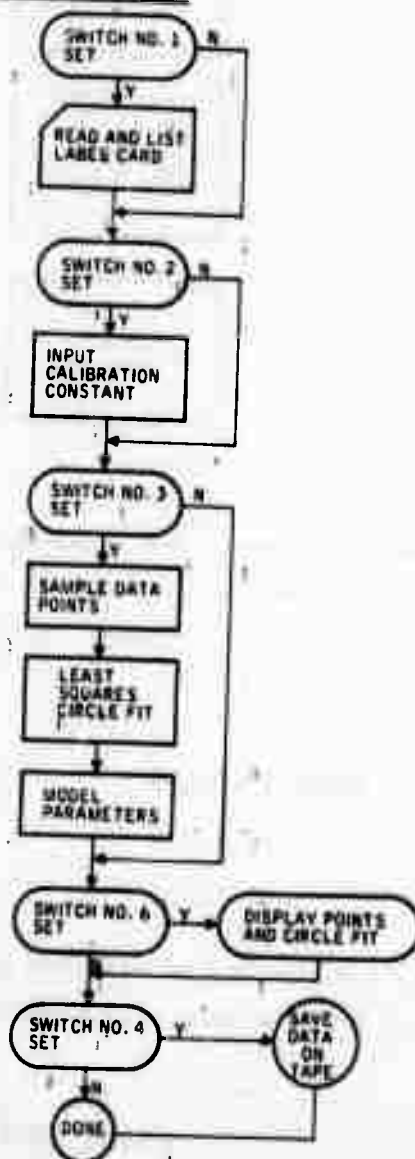 SWITCH NO. 1
SET
N
Y
READ AND LIST
LABELS CARD
SWITCH NO. 2
SET
N
Y
INPUT
CALIBRATION
CONSTANT
SWITCH NO. 3
SET
N
Y
SAMPLE DATA
POINTS
LEAST
SQUARES
CIRCLE FIT
MODEL
PARAMETERS
SWITCH NO. 6
SET
Y
DISPLAY POINTS
AND CIRCLE FIT
SWITCH NO. 4
SET
Y
SAVE
DATA
ON
TAPE
N
DONE